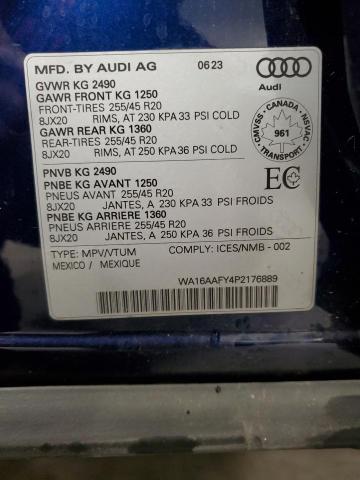 MFD. BY AUDI AG 0623
Audi
GVWR KG 2490
GAWR FRONT KG 1250
FRONT-TIRES 255/45 R20
8JX20 RIMS, AT 230 KPA 33 PSI COLD
GAWR REAR KG 1360
REAR-TIRES 255/45 R20
8JX20 RIMS, AT 250 KPA 36 PSI COLD
CMVSS - CANADA - NSVAC
961
TRANSPORT
PNVB KG 2490
PNBE KG AVANT 1250
PNEUS AVANT 255/45 R20
8JX20 JANTES, A 230 KPA 33 PSI FROIDS
PNBE KG ARRIERE 1360
PNEUS ARRIERE 255/45 R20
8JX20 JANTES, A 250 KPA 36 PSI FROIDS
EC
TYPE: MPV/VTUM COMPLY: ICES/NMB - 002
MEXICO / MEXIQUE
WA16AAFY4P2176889